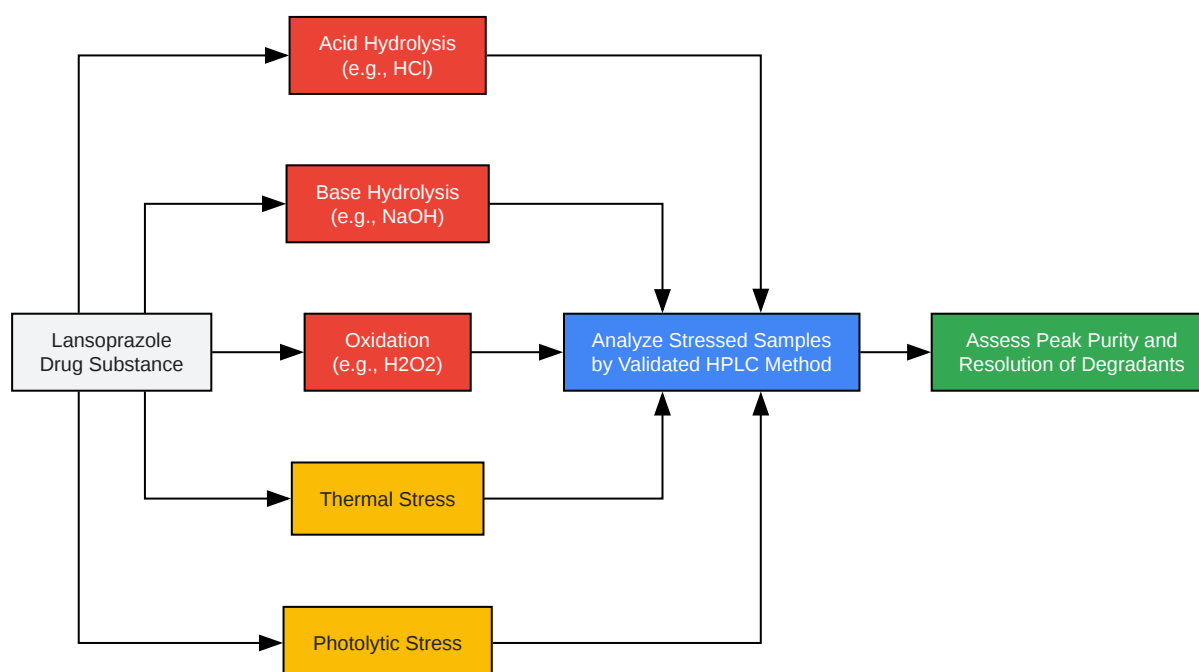 Acid Hydrolysis
(e.g., HCl)
Base Hydrolysis
(e.g., NaOH)
Lansoprazole
Drug Substance
Oxidation
(e.g., H2O2)
Analyze Stressed Samples
by Validated HPLC Method
Assess Peak Purity and
Resolution of Degradants
Thermal Stress
Photolytic Stress